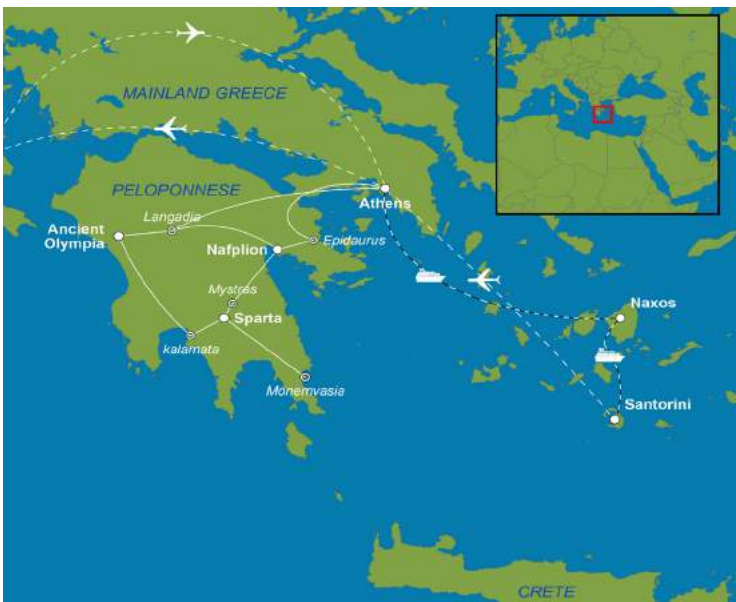 MAINLAND GREECE
PELOPONNESE
Athens
Langadia
Ancient
Olympia
Nafplion
Epidaurus
Mystras
Sparta
Naxos
kalamata
Monemvasia
Santorini
CRETE